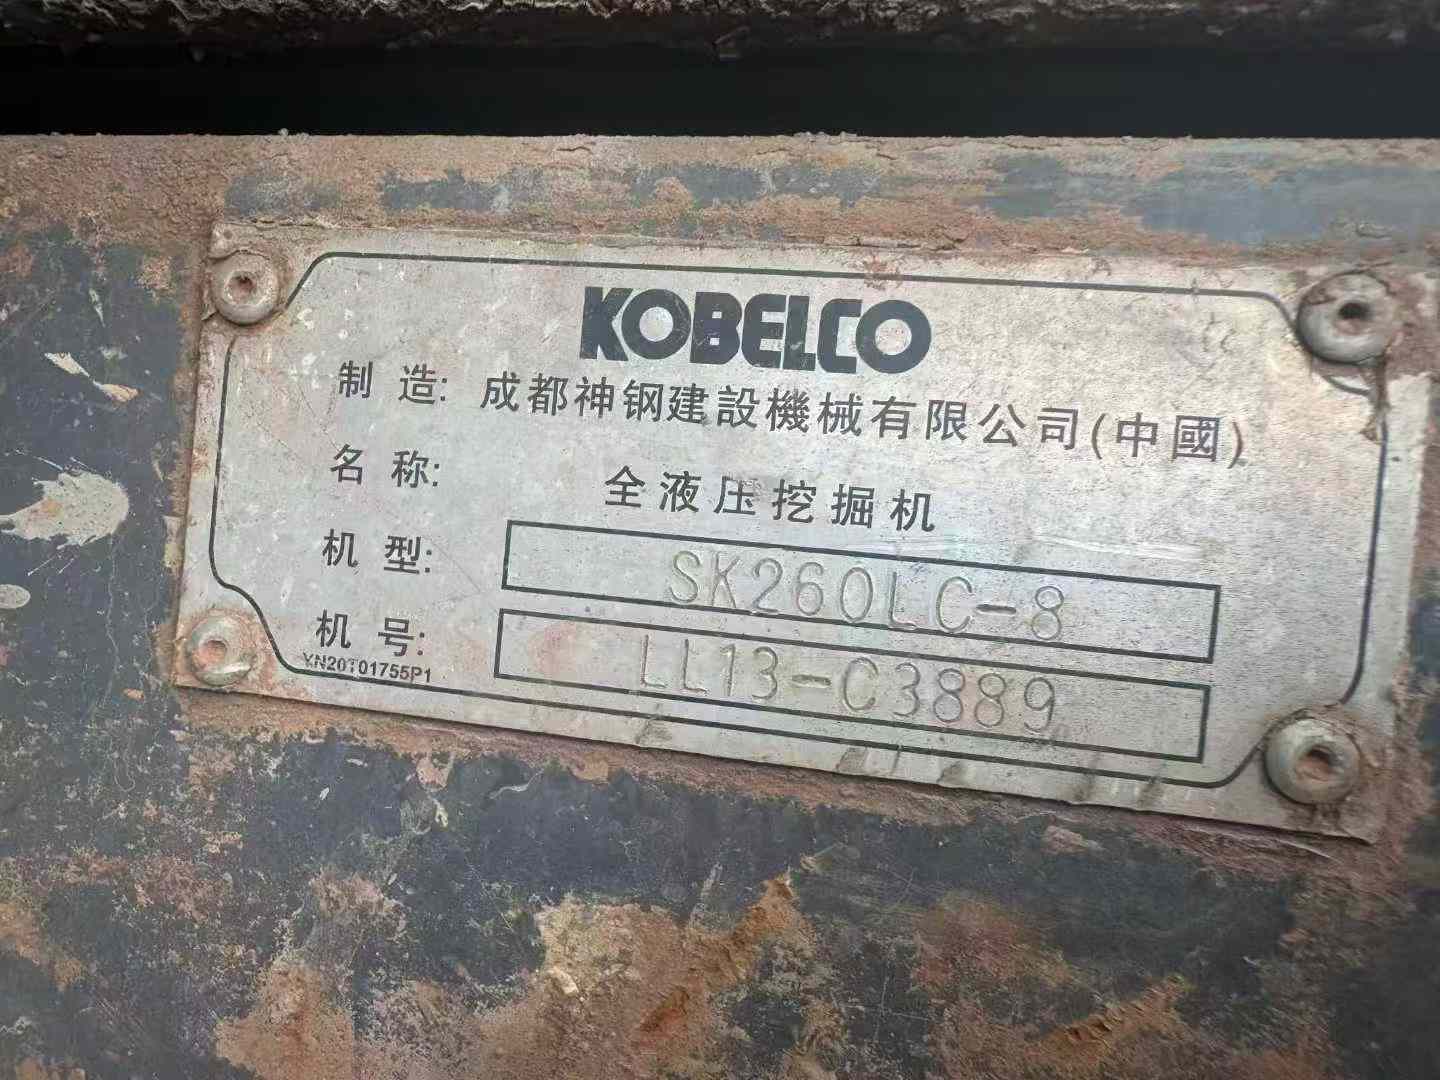 KOBELCO
制 造: 成都神钢建設機械有限公司(中國)
名 称: 全液压挖掘机
机 型: SK260LC-8
机 号: LL13-C3889
YN20T01755P1